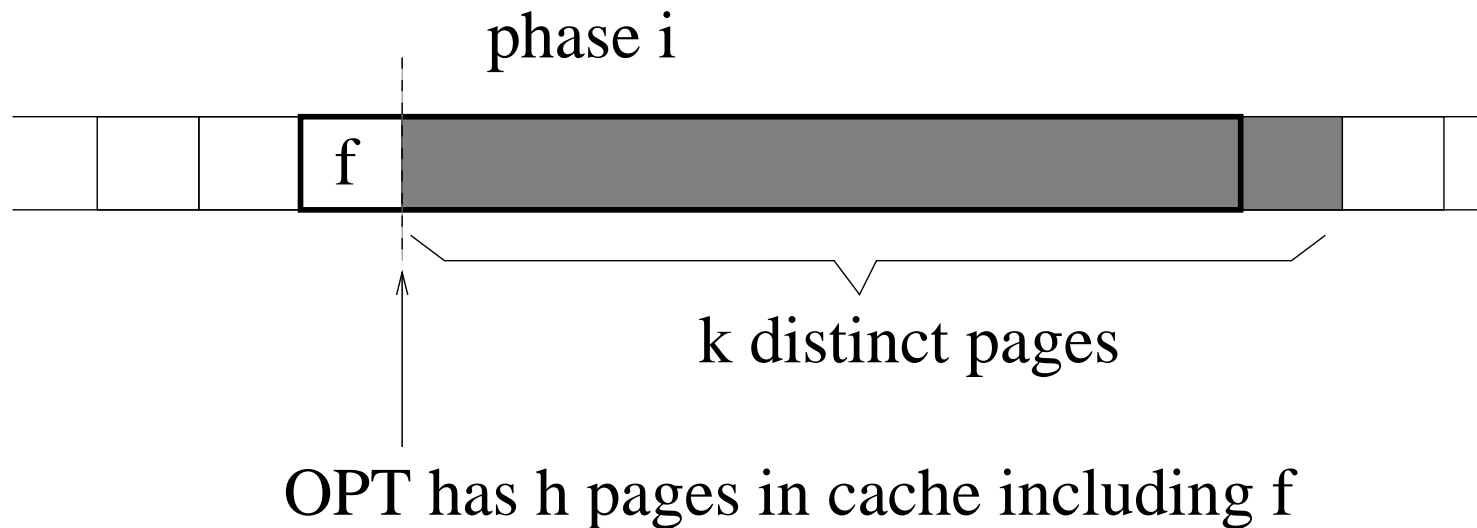 phase i
f
k distinct pages
OPT has h pages in cache including f